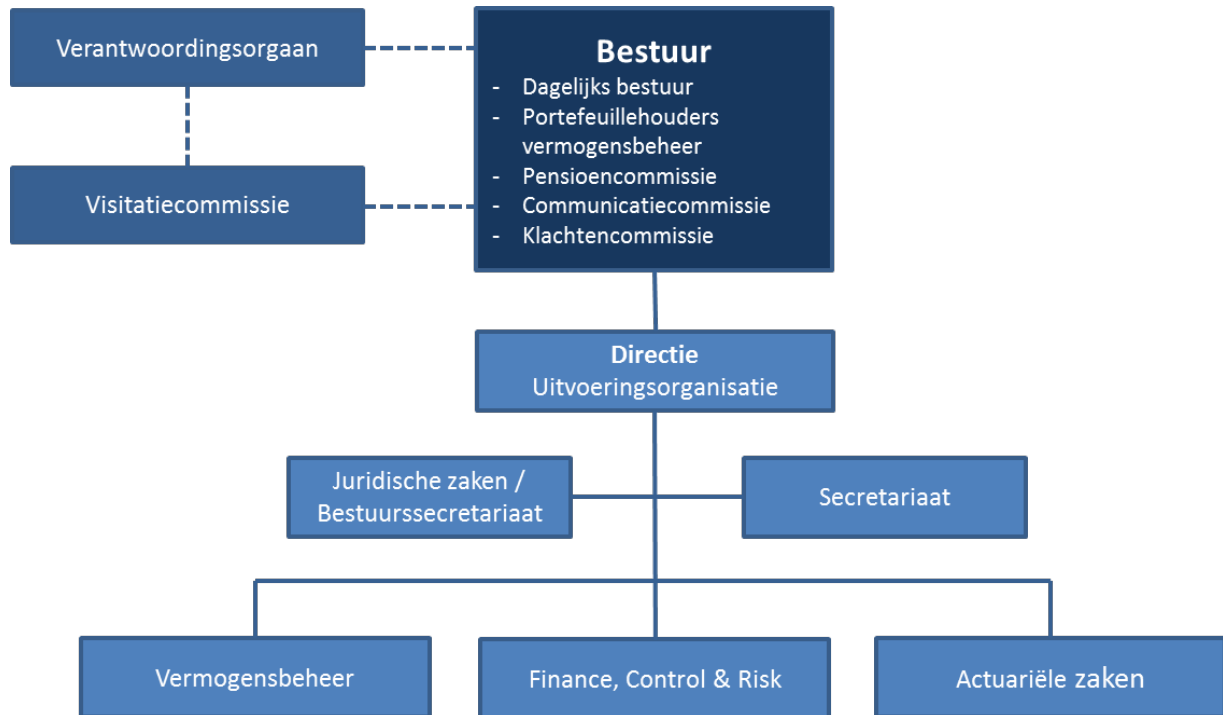 Verantwoordingsorgaan
Visitatiecommissie
Bestuur
- Dagelijks bestuur
- Portefeuillehouders
vermogensbeheer
- Pensioencommissie
- Communicatiecommissie
- Klachtencommissie
Directie
Uitvoeringsorganisatie
Juridische zaken /
Bestuurssecretariaat
Secretariaat
Vermogensbeheer
Finance, Control & Risk
Actuariële zaken